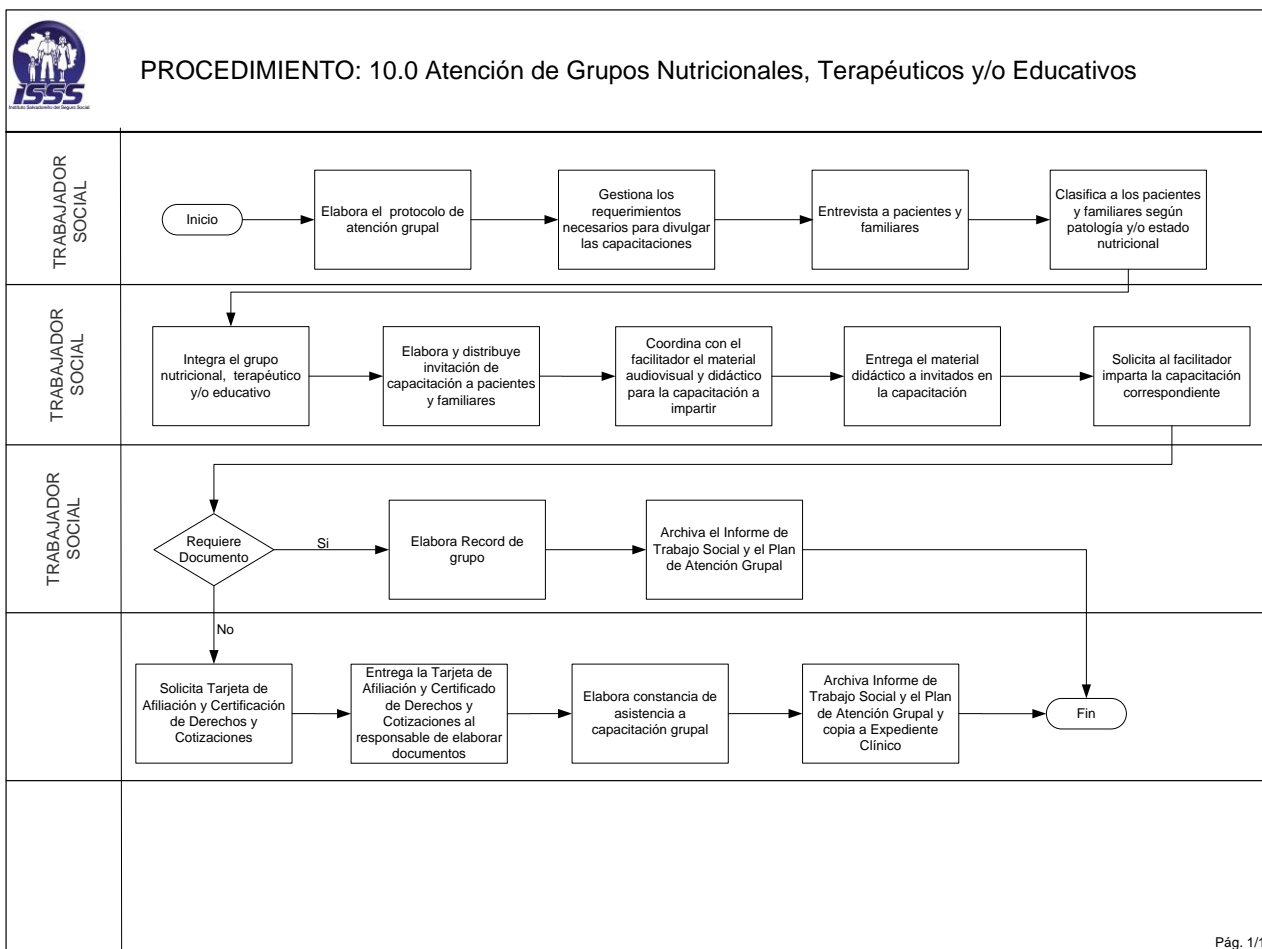 ISSS
Instituto Salvadoreño del Seguro Social
PROCEDIMIENTO: 10.0 Atención de Grupos Nutricionales, Terapéuticos y/o Educativos
TRABAJADOR
SOCIAL
Inicio
Elabora el protocolo de
atención grupal
Gestiona los
requerimientos
necesarios para divulgar
las capacitaciones
Entrevista a pacientes y
familiares
Clasifica a los pacientes
y familiares según
patología y/o estado
nutricional
TRABAJADOR
SOCIAL
Integra el grupo
nutricional, terapéutico
y/o educativo
Elabora y distribuye
invitación de
capacitación a pacientes
y familiares
Coordina con el
facilitador el material
audiovisual y didáctico
para la capacitación a
impartir
Entrega el material
didáctico a invitados en
la capacitación
Solicita al facilitador
imparta la capacitación
correspondiente
TRABAJADOR
SOCIAL
Requiere
Documento
Si
Elabora Record de
grupo
Archiva el Informe de
Trabajo Social y el Plan
de Atención Grupal
No
Solicita Tarjeta de
Afiliación y Certificación
de Derechos y
Cotizaciones
Entrega la Tarjeta de
Afiliación y Certificado
de Derechos y
Cotizaciones al
responsable de elaborar
documentos
Elabora constancia de
asistencia a
capacitación grupal
Archiva Informe de
Trabajo Social y el Plan
de Atención Grupal y
copia a Expediente
Clínico
Fin
Pág. 1/1